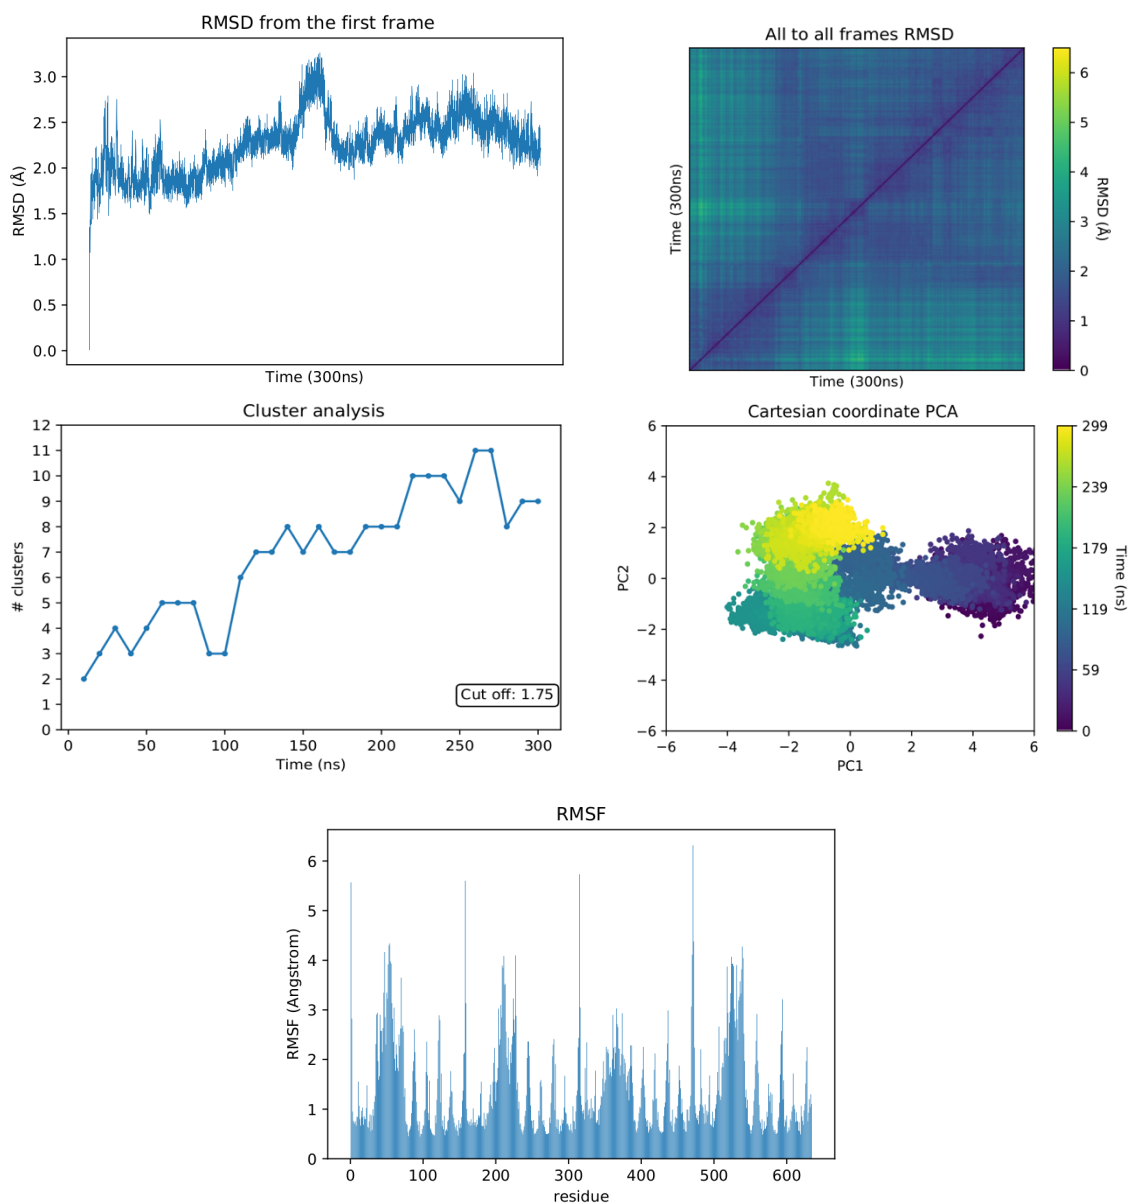 RMSD from the first frame
3.0
2.5
2.0
1.5
1.0
0.5
0.0
RMSD (Å)
Time (300ns)
All to all frames RMSD
Time (300ns)
Time (300ns)
6
5
4
3
2
1
0
RMSD (Å)
Cluster analysis
12
11
10
9
8
7
6
5
4
3
2
1
0
# clusters
Cut off: 1.75
0 50 100 150 200 250 300
Time (ns)
Cartesian coordinate PCA
6
4
2
0
−2
−4
−6
PC2
−6 −4 −2 0 2 4 6
PC1
299
239
179
119
59
0
Time (ns)
RMSF
6
5
4
3
2
1
0
RMSF (Angstrom)
0 100 200 300 400 500 600
residue